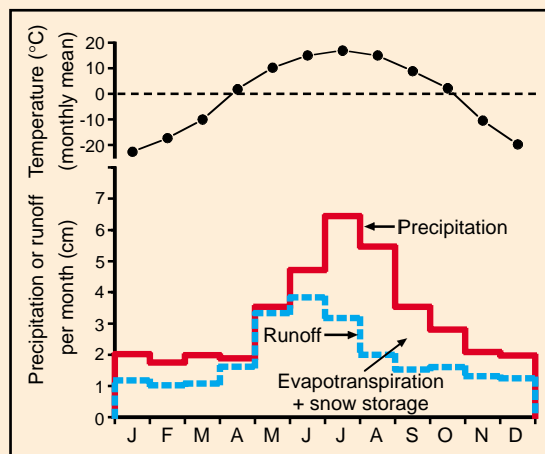 Temperature (°C)
(monthly mean)
20
10
0
-10
-20
Precipitation or runoff
per month (cm)
7
6
5
4
3
2
1
0
Precipitation
Runoff
Evapotranspiration
+ snow storage
J F M A M J J A S O N D